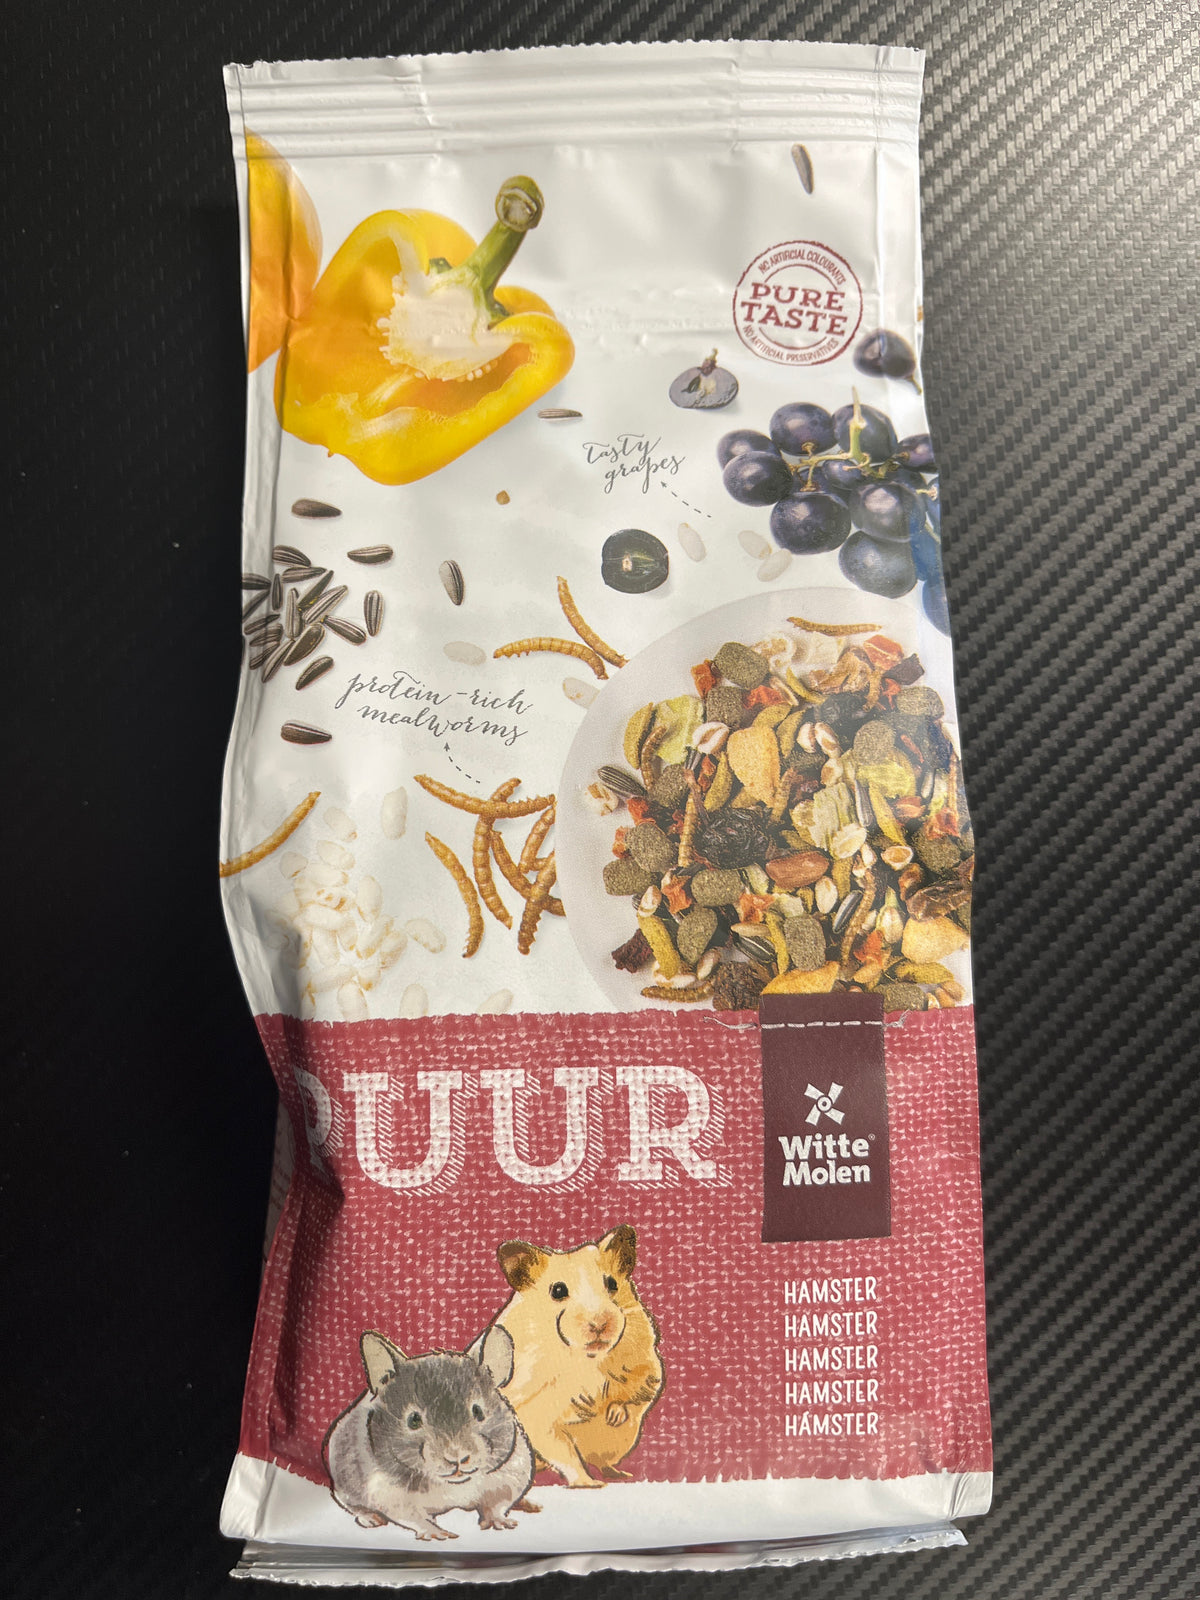 NO ARTIFICIAL COLOURANTS
PURE
TASTE
NO ARTIFICIAL PRESERVATIVES
tasty
grapes
protein-rich
mealworms
PUUR
Witte®
Molen
HAMSTER
HAMSTER
HAMSTER
HAMSTER
HAMSTER